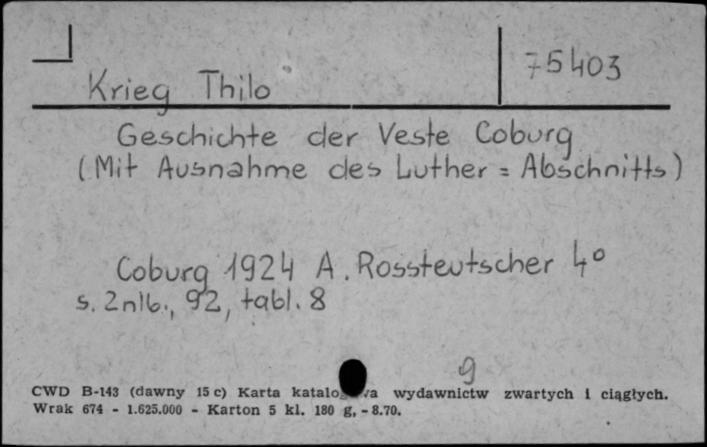 75403
Krieg Thilo
Geschichte der Veste Coburg
(Mit Ausnahme des Luther = Abschnitts)
Coburg 1924 A. Rossteutscher 4°
s. 2nlb., 92, tabl. 8
9
CWD B-143 (dawny 15 c) Karta wydawnictw zwartych i ciągłych.
Wrak 674 - 1.625.000 - Karton 5 kl. 180 g, - 8.70.